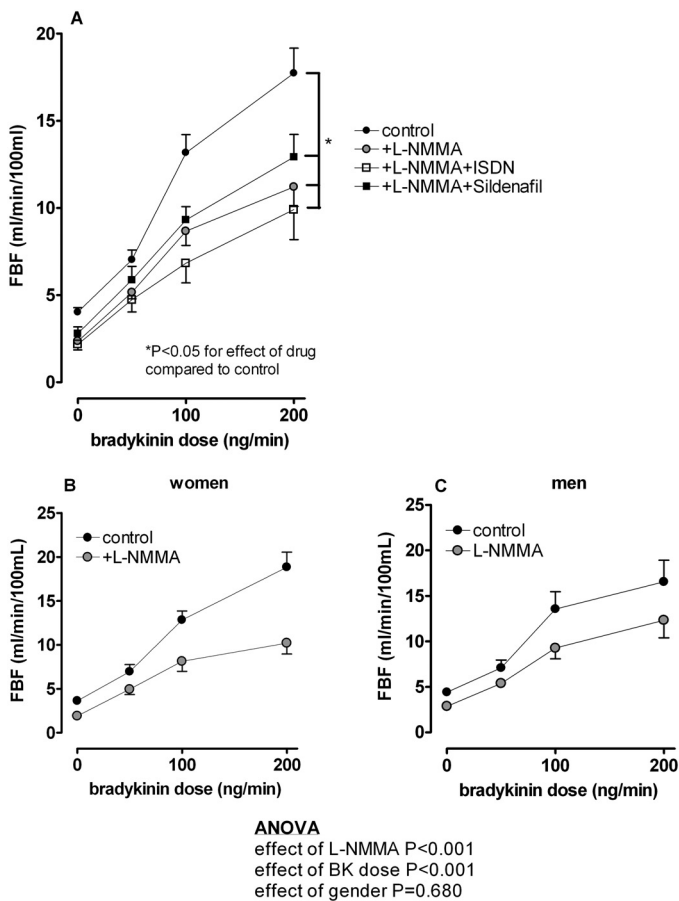 A
20
15
10
5
0
FBF (ml/min/100ml)
0 100 200
bradykinin dose (ng/min)
*
control
+L-NMMA
+L-NMMA+ISDN
+L-NMMA+Sildenafil
*P<0.05 for effect of drug
compared to control
B women
25
20
15
10
5
0
FBF (ml/min/100mL)
control
+L-NMMA
0 100 200
bradykinin dose (ng/min)
C men
25
20
15
10
5
0
FBF (ml/min/100mL)
control
L-NMMA
0 100 200
bradykinin dose (ng/min)
ANOVA
effect of L-NMMA P<0.001
effect of BK dose P<0.001
effect of gender P=0.680